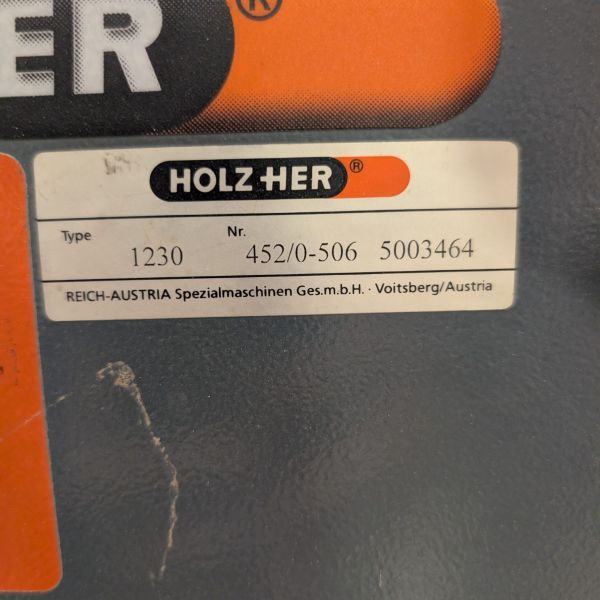 ER®
HOLZ-HER®
Type 1230 Nr. 452/0-506 5003464
REICH-AUSTRIA Spezialmaschinen Ges.m.b.H. · Voitsberg/Austria